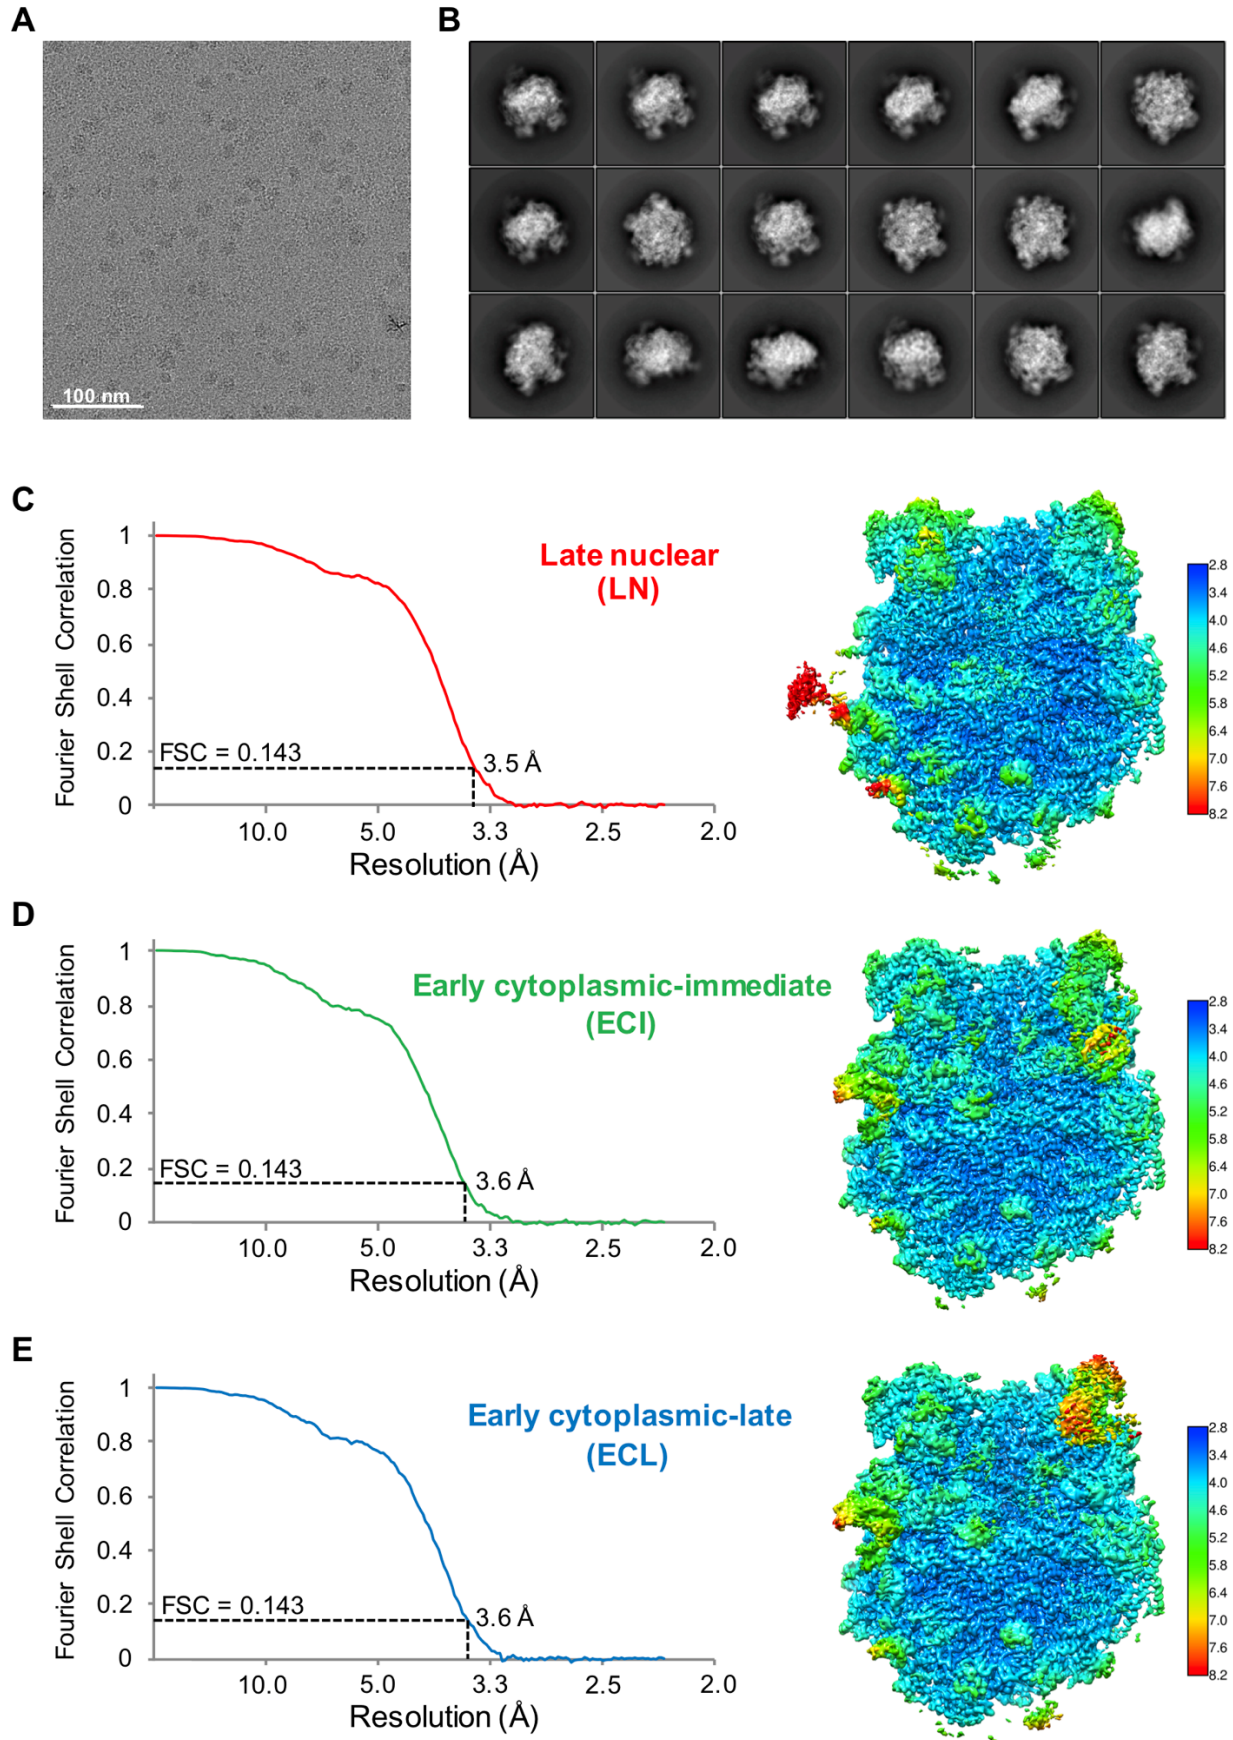 A
B
100 nm
C
Fourier Shell Correlation
1
0.8
0.6
0.4
0.2
0
FSC = 0.143
3.5 Å
10.0
5.0
3.3
2.5
2.0
Resolution (Å)
Late nuclear
(LN)
2.8
3.4
4.0
4.6
5.2
5.8
6.4
7.0
7.6
8.2
D
Fourier Shell Correlation
1
0.8
0.6
0.4
0.2
0
FSC = 0.143
3.6 Å
10.0
5.0
3.3
2.5
2.0
Resolution (Å)
Early cytoplasmic-immediate
(ECI)
2.8
3.4
4.0
4.6
5.2
5.8
6.4
7.0
7.6
8.2
E
Fourier Shell Correlation
1
0.8
0.6
0.4
0.2
0
FSC = 0.143
3.6 Å
10.0
5.0
3.3
2.5
2.0
Resolution (Å)
Early cytoplasmic-late
(ECL)
2.8
3.4
4.0
4.6
5.2
5.8
6.4
7.0
7.6
8.2